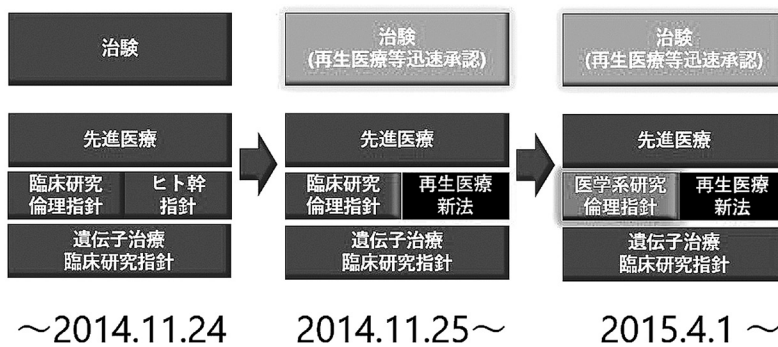 治験
先進医療
臨床研究
倫理指針
ヒト幹
指針
遺伝子治療
臨床研究指針
～2014.11.24
治験
(再生医療等迅速承認)
先進医療
臨床研究
倫理指針
再生医療
新法
遺伝子治療
臨床研究指針
2014.11.25～
治験
(再生医療等迅速承認)
先進医療
医学系研究
倫理指針
再生医療
新法
遺伝子治療
臨床研究指針
2015.4.1 ～